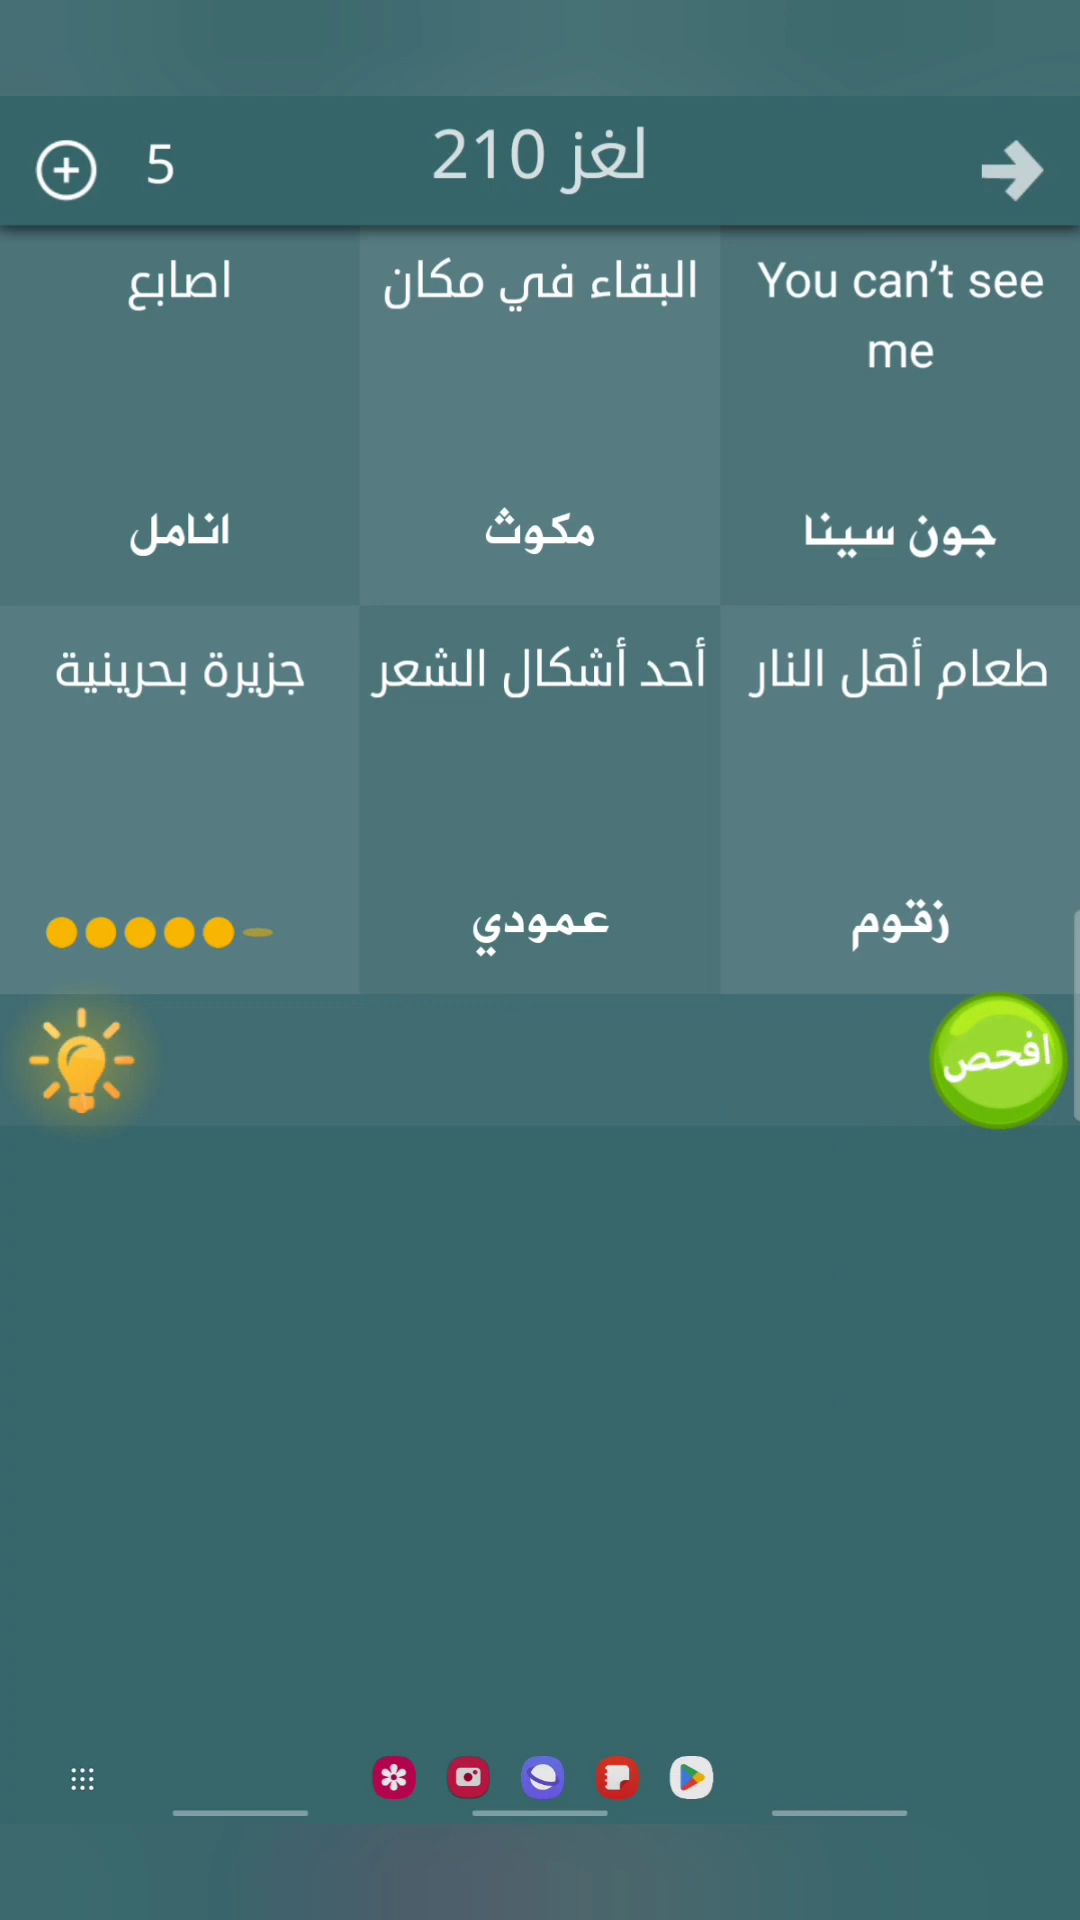 لغز 210
5
You can't see
me
جون سينا
البقاء في مكان
مكوث
اصابع
انامل
طعام أهل النار
زقوم
أحد أشكال الشعر
عمودي
جزيرة بحرينية
افحص